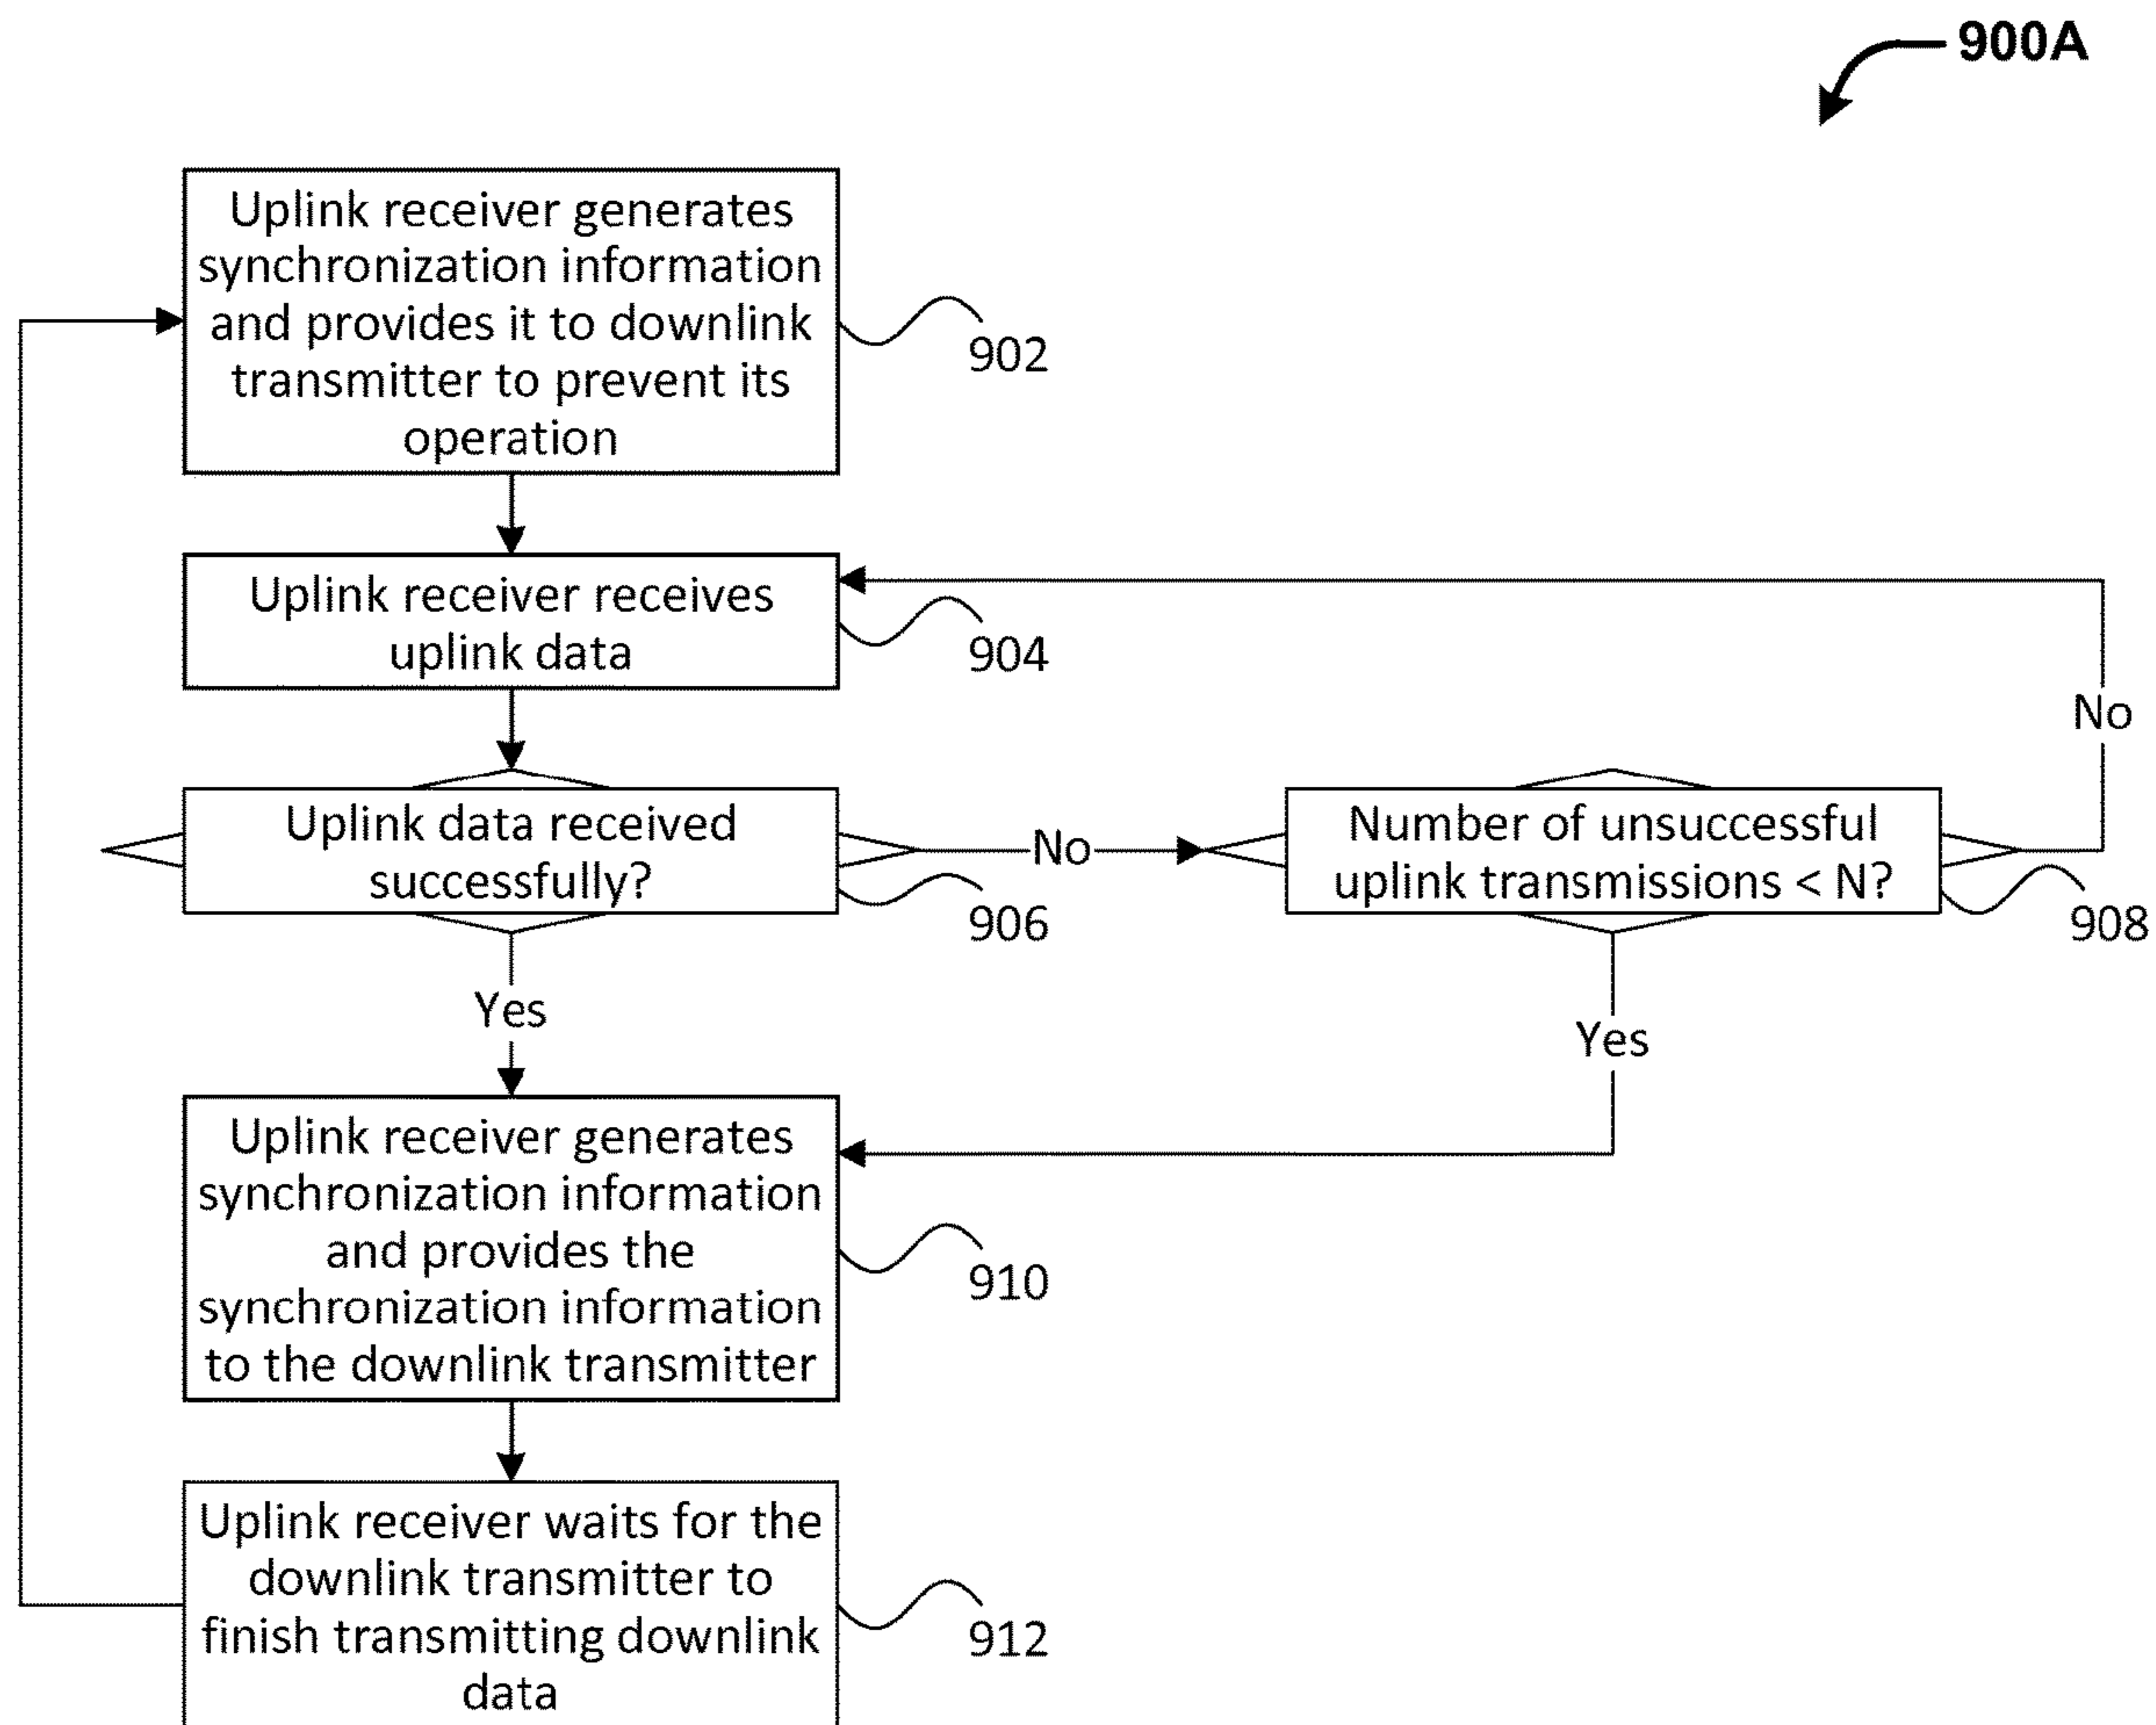 900A
Uplink receiver generates
synchronization information
and provides it to downlink
transmitter to prevent its
operation
902
Uplink receiver receives
uplink data
904
No
Uplink data received
successfully?
906
No
Number of unsuccessful
uplink transmissions < N?
908
Yes
Yes
Uplink receiver generates
synchronization information
and provides the
synchronization information
to the downlink transmitter
910
Uplink receiver waits for the
downlink transmitter to
finish transmitting downlink
data
912